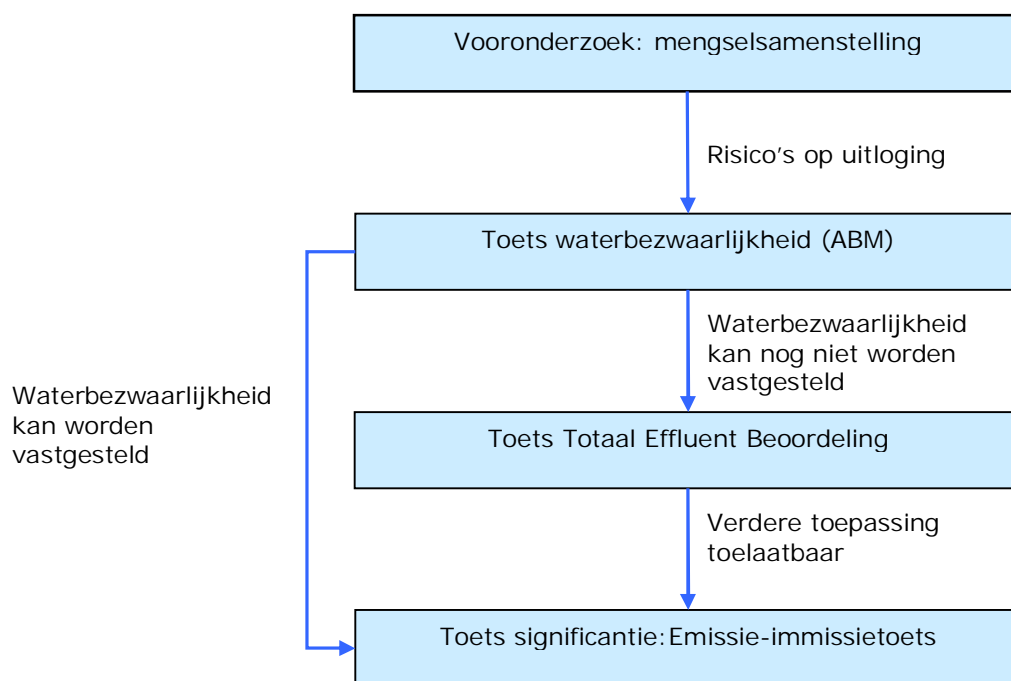 Vooronderzoek: mengselsamenstelling
Risico's op uitloging
Toets waterbezwaarlijkheid (ABM)
Waterbezwaarlijkheid
kan nog niet worden
vastgesteld
Waterbezwaarlijkheid
kan worden
vastgesteld
Toets Totaal Effluent Beoordeling
Verdere toepassing
toelaatbaar
Toets significantie: Emissie-immissietoets